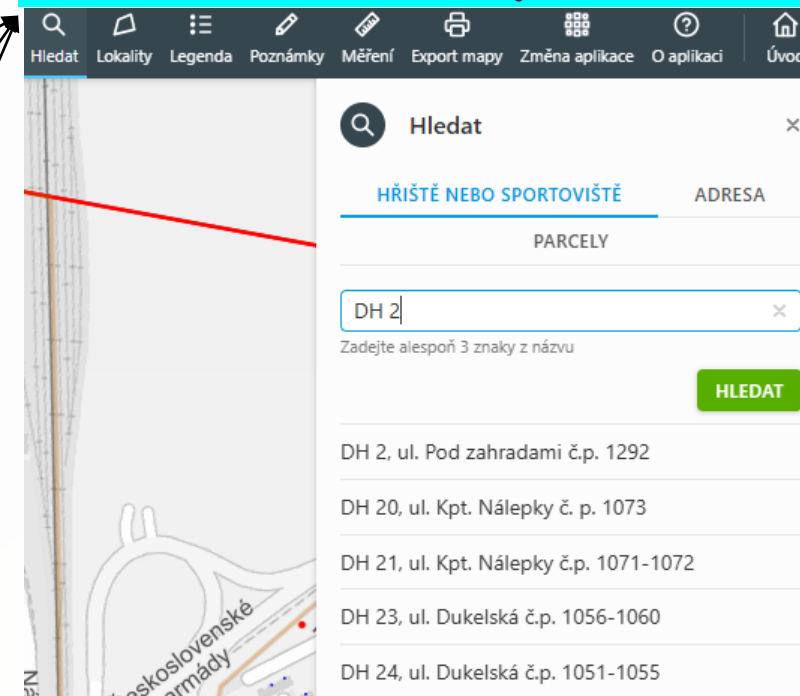 Hledat Lokality Legenda Poznámky Měření Export mapy Změna aplikace O aplikaci
Hledat
HŘIŠTĚ NEBO SPORTOVIŠTĚ ADRESA
PARCELY
DH 2
Zadejte alespoň 3 znaky z názvu
HLEDAT
DH 2, ul. Pod zahradami č.p. 1292
DH 20, ul. Kpt. Nálepky č. p. 1073
DH 21, ul. Kpt. Nálepky č.p. 1071-1072
DH 23, ul. Dukelská č.p. 1056-1060
DH 24, ul. Dukelská č.p. 1051-1055